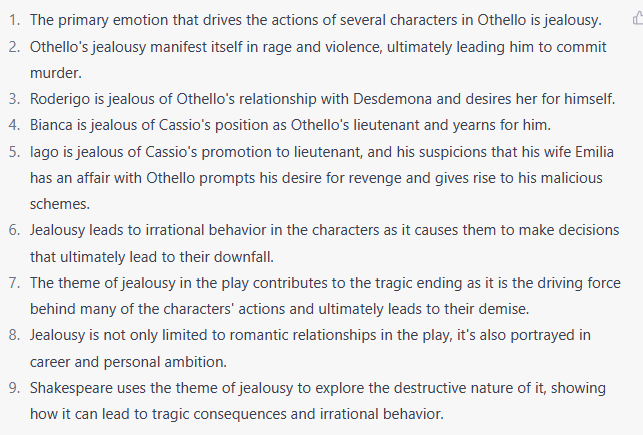 1. The primary emotion that drives the actions of several characters in Othello is jealousy.
2. Othello's jealousy manifest itself in rage and violence, ultimately leading him to commit
murder.
3. Roderigo is jealous of Othello's relationship with Desdemona and desires her for himself.
4. Bianca is jealous of Cassio's position as Othello's lieutenant and yearns for him.
5. Iago is jealous of Cassio's promotion to lieutenant, and his suspicions that his wife Emilia
has an affair with Othello prompts his desire for revenge and gives rise to his malicious
schemes.
6. Jealousy leads to irrational behavior in the characters as it causes them to make decisions
that ultimately lead to their downfall.
7. The theme of jealousy in the play contributes to the tragic ending as it is the driving force
behind many of the characters' actions and ultimately leads to their demise.
8. Jealousy is not only limited to romantic relationships in the play, it's also portrayed in
career and personal ambition.
9. Shakespeare uses the theme of jealousy to explore the destructive nature of it, showing
how it can lead to tragic consequences and irrational behavior.